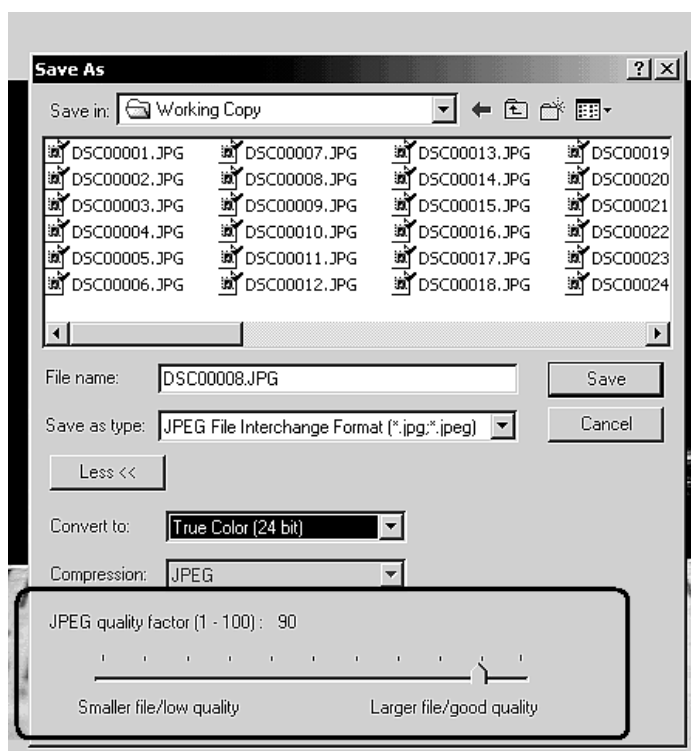 Save As
Save in: Working Copy
DSC00001.JPG DSC00007.JPG DSC00013.JPG DSC00019
DSC00002.JPG DSC00008.JPG DSC00014.JPG DSC00020
DSC00003.JPG DSC00009.JPG DSC00015.JPG DSC00021
DSC00004.JPG DSC00010.JPG DSC00016.JPG DSC00022
DSC00005.JPG DSC00011.JPG DSC00017.JPG DSC00023
DSC00006.JPG DSC00012.JPG DSC00018.JPG DSC00024
File name: DSC00008.JPG Save
Save as type: JPEG File Interchange Format (*.jpg;*.jpeg) Cancel
Less <<
Convert to: True Color (24 bit)
Compression: JPEG
JPEG quality factor (1 - 100) : 90
Smaller file/low quality Larger file/good quality